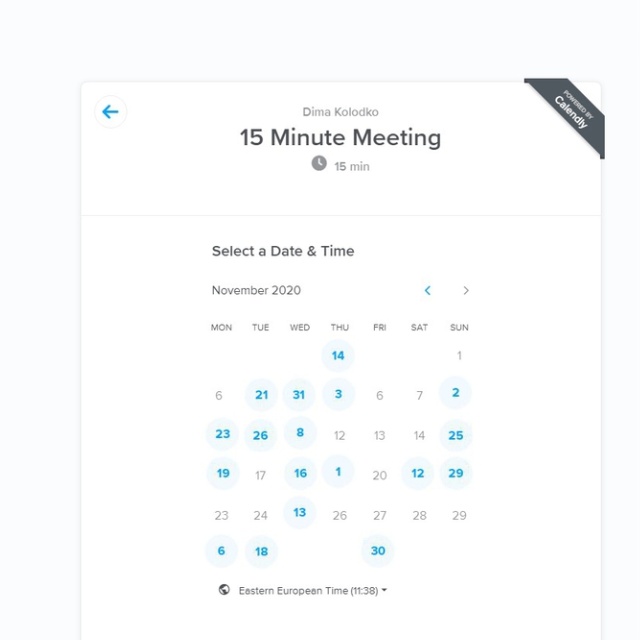 POWERED BY
Calendly
Dima Kolodko
15 Minute Meeting
15 min
Select a Date & Time
November 2020
MON TUE WED THU FRI SAT SUN
14 1
6 21 31 3 6 7 2
23 26 8 12 13 14 25
19 17 16 1 20 12 29
23 24 13 26 27 28 29
6 18 30
Eastern European Time (11:38)